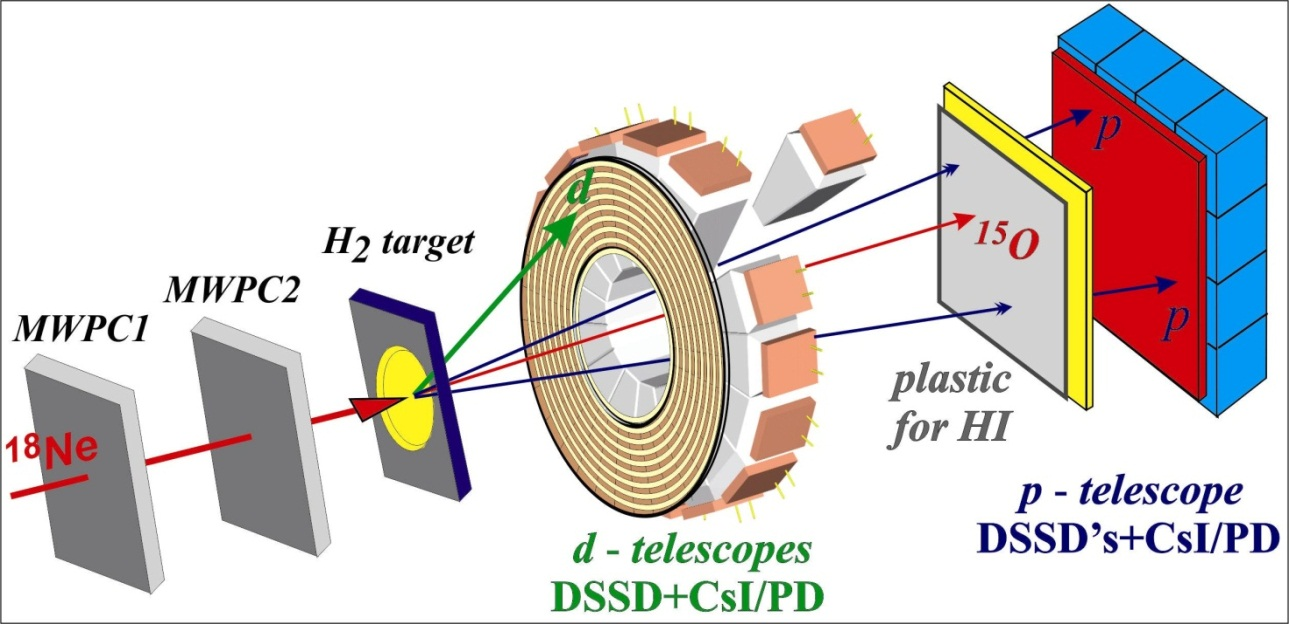 MWPC1
MWPC2
H2 target
18Ne
d
p
15O
p
plastic
for HI
d - telescopes
DSSD+CsI/PD
p - telescope
DSSD's+CsI/PD